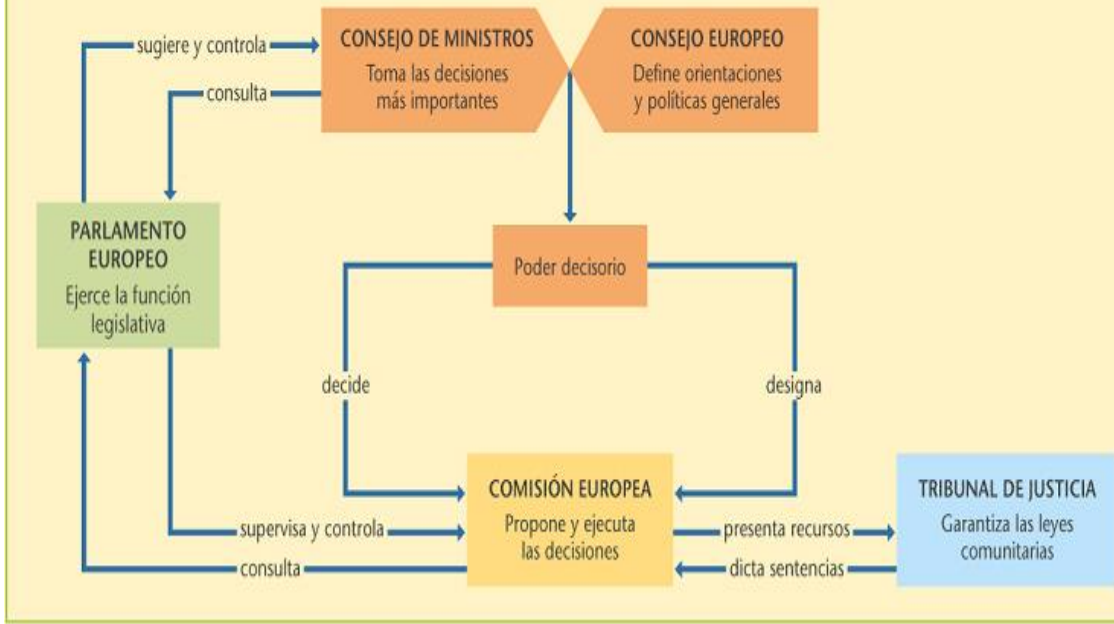 sugiere y controla
consulta
CONSEJO DE MINISTROS
Toma las decisiones
más importantes
CONSEJO EUROPEO
Define orientaciones
y políticas generales
PARLAMENTO
EUROPEO
Ejerce la función
legislativa
Poder decisorio
decide
designa
supervisa y controla
consulta
COMISIÓN EUROPEA
Propone y ejecuta
las decisiones
presenta recursos
dicta sentencias
TRIBUNAL DE JUSTICIA
Garantiza las leyes
comunitarias